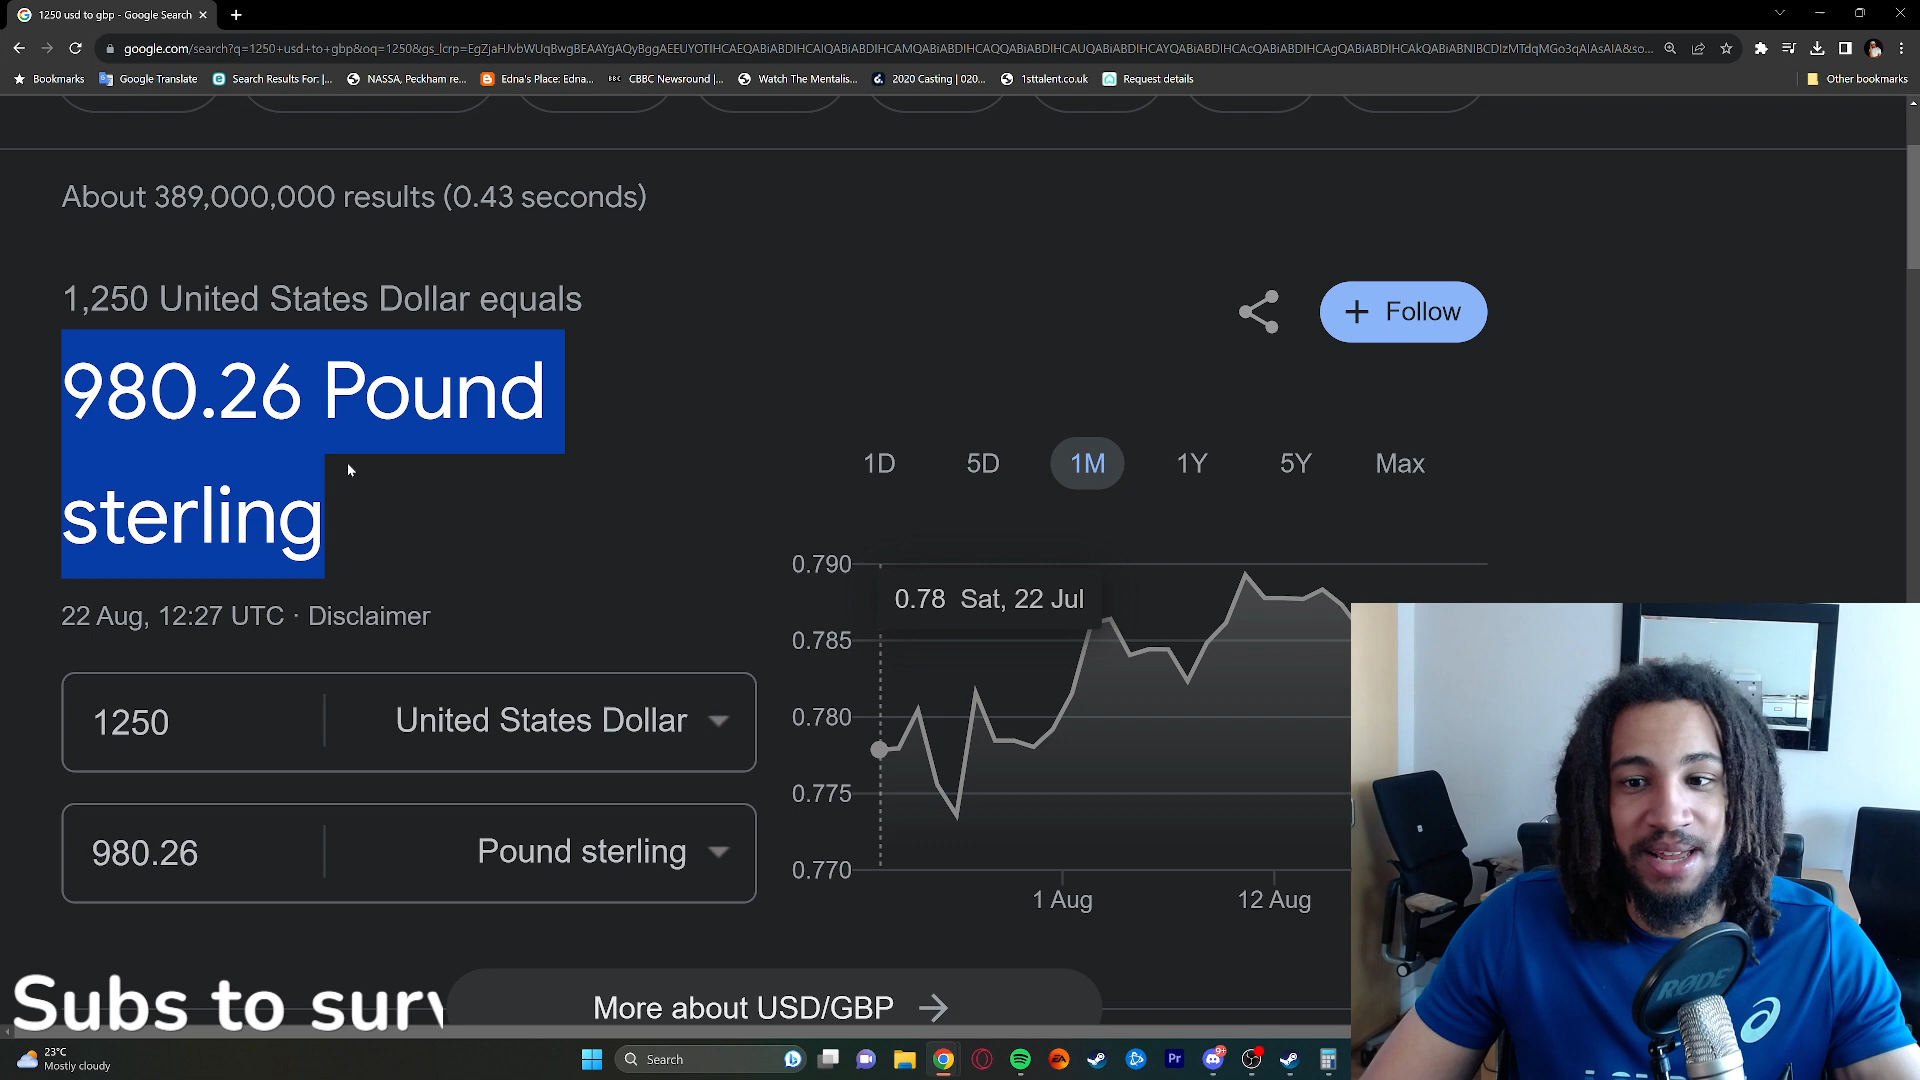 1250 usd to gbp - Google Search
google.com/search?q=1250+usd+to+gbp&oq=1250&gs_lcrp=
Bookmarks Google Translate Search Results For: |... NASSA, Peckham re... Edna's Place: Edna... BBC CBBC Newsround |... Watch The Mentalis... 2020 Casting | 020... 1sttalent.co.uk Request details Other bookmarks
About 389,000,000 results (0.43 seconds)
1,250 United States Dollar equals
Follow
980.26 Pound
sterling
1D 5D 1M 1Y 5Y Max
22 Aug, 12:27 UTC · Disclaimer
0.790
0.78 Sat, 22 Jul
0.785
0.780
0.775
0.770
1 Aug 12 Aug
1250 United States Dollar
980.26 Pound sterling
Subs to surv
More about USD/GBP
23°C
Mostly cloudy
Search
Pr
9+
RØDE